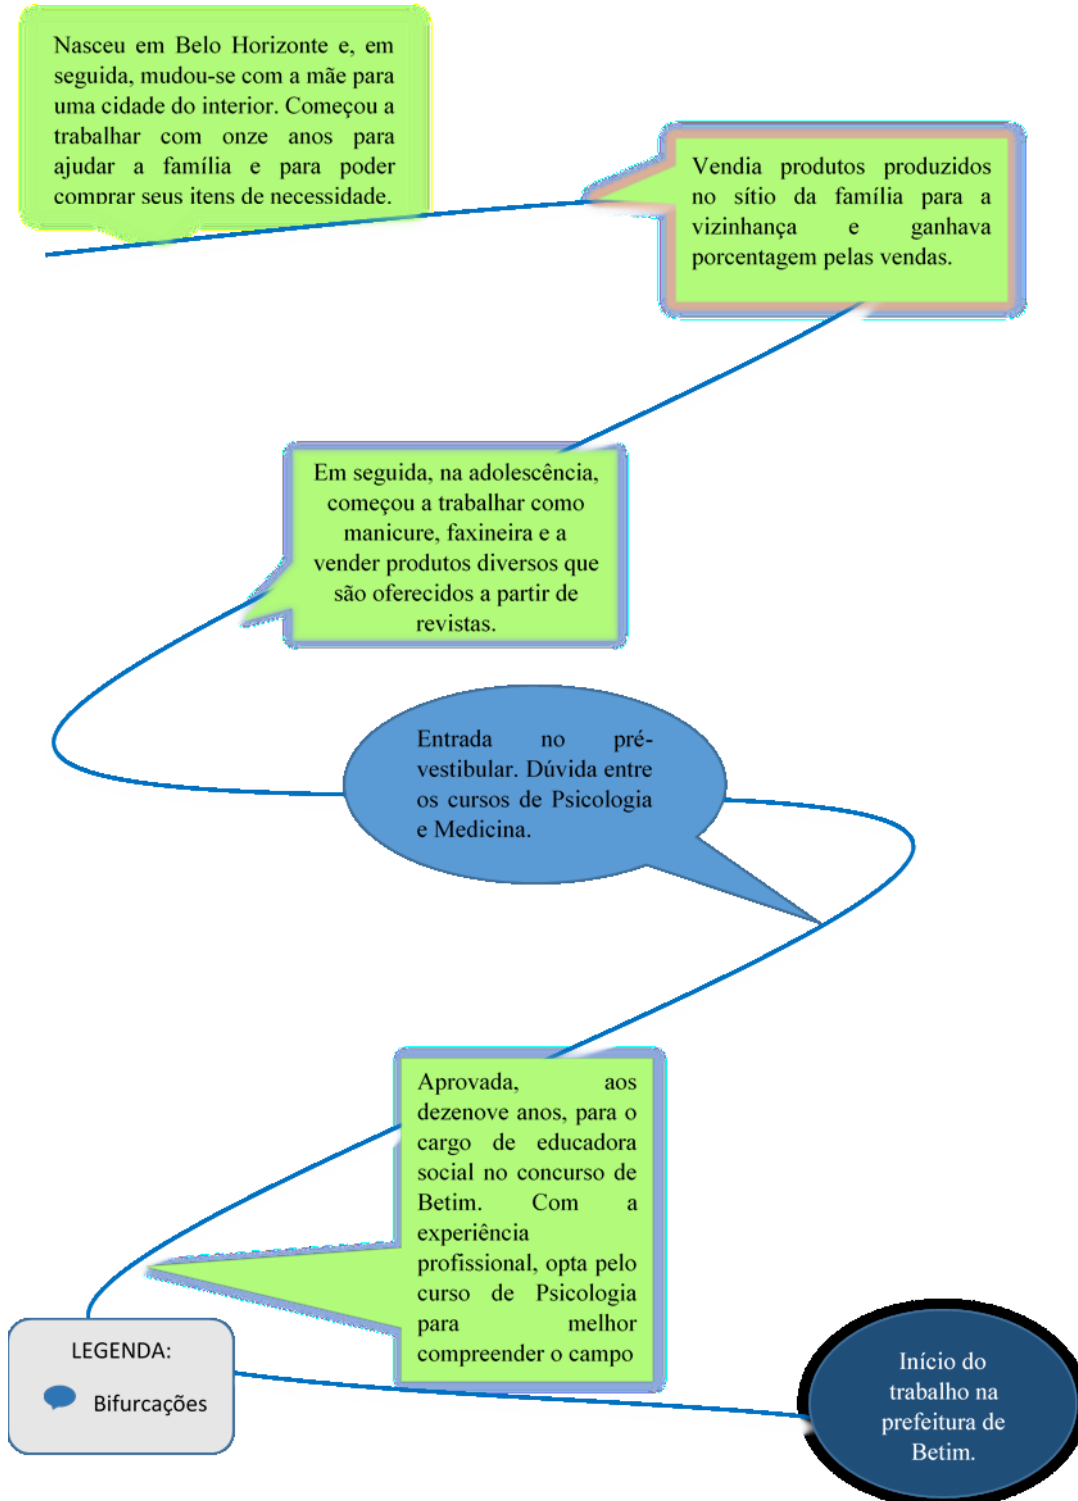 Nasceu em Belo Horizonte e, em
seguida, mudou-se com a mãe para
uma cidade do interior. Começou a
trabalhar com onze anos para
ajudar a família e para poder
comprar seus itens de necessidade.
Vendia produtos produzidos
no sítio da família para a
vizinhança e ganhava
porcentagem pelas vendas.
Em seguida, na adolescência,
começou a trabalhar como
manicure, faxineira e a
vender produtos diversos que
são oferecidos a partir de
revistas.
Entrada no pré-
vestibular. Dúvida entre
os cursos de Psicologia
e Medicina.
Aprovada, aos
dezenove anos, para o
cargo de educadora
social no concurso de
Betim. Com a
experiência
profissional, opta pelo
curso de Psicologia
para melhor
compreender o campo
LEGENDA:
Bifurcações
Início do
trabalho na
prefeitura de
Betim.